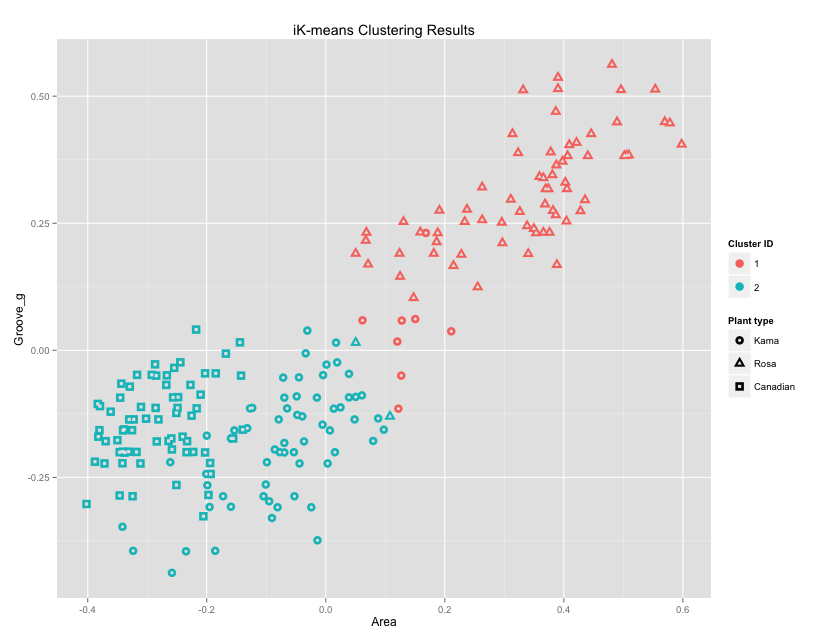 iK-means Clustering Results
0.50
0.25
0.00
-0.25
Groove_g
-0.4
-0.2
0.0
0.2
0.4
0.6
Area
Cluster ID
1
2
Plant type
Kama
Rosa
Canadian